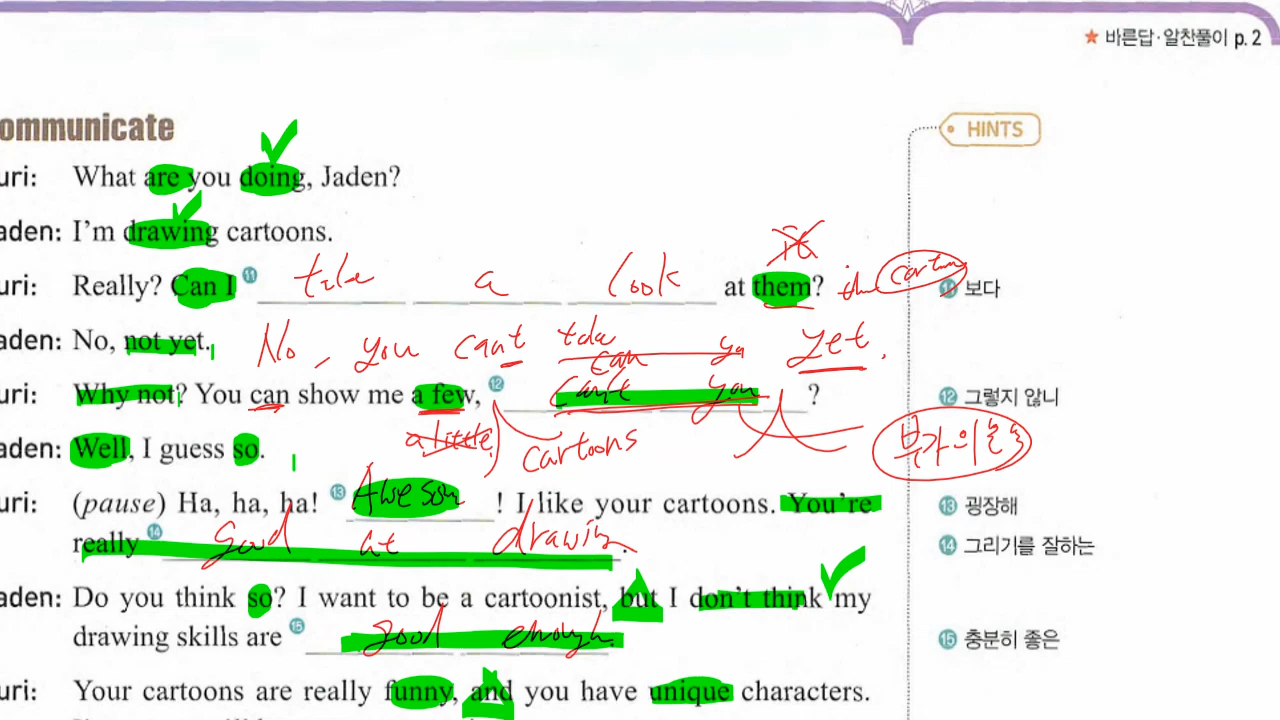 ★ 바른답·알찬풀이 p. 2
ommunicate
HINTS
uri: What are you doing, Jaden?
aden: I'm drawing cartoons.
it
uri: Really? Can I ⑪ take a look at them? ⑪ 보다
aden: No, not yet. No, you can't yet.
can you
uri: Why not? You can show me a few, ⑫ can't you ? ⑫ 그렇지 않니
a little cartoons 부가의문문
aden: Well, I guess so.
uri: (pause) Ha, ha, ha! ⑬ Awesom ! I like your cartoons. You're ⑬ 굉장해
really ⑭ good at drawing. ⑭ 그리기를 잘하는
aden: Do you think so? I want to be a cartoonist, but I don't think my
drawing skills are ⑮ good enough. ⑮ 충분히 좋은
uri: Your cartoons are really funny, and you have unique characters.